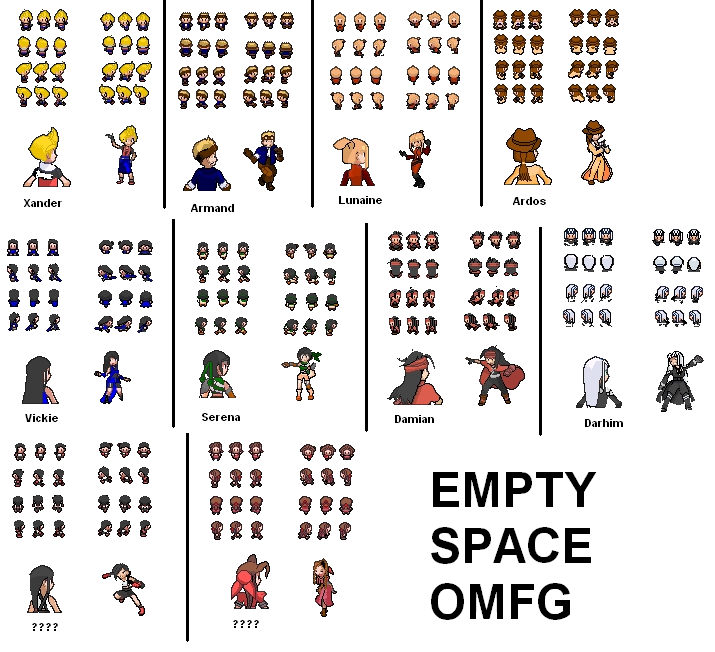 Xander
Armand
Lunaine
Ardos
Vickie
Serena
Damian
Darhim
????
????
EMPTY
SPACE
OMFG